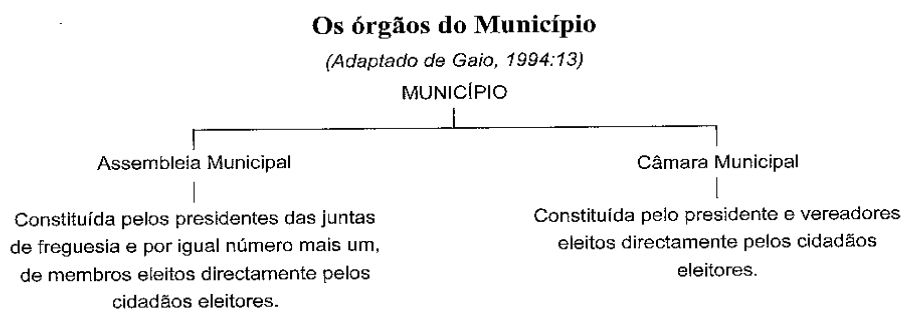 Os órgãos do Município
(Adaptado de Gaio, 1994:13)
MUNICÍPIO
Assembleia Municipal
Câmara Municipal
Constituída pelos presidentes das juntas
de freguesia e por igual número mais um,
de membros eleitos directamente pelos
cidadãos eleitores.
Constituída pelo presidente e vereadores
eleitos directamente pelos cidadãos
eleitores.